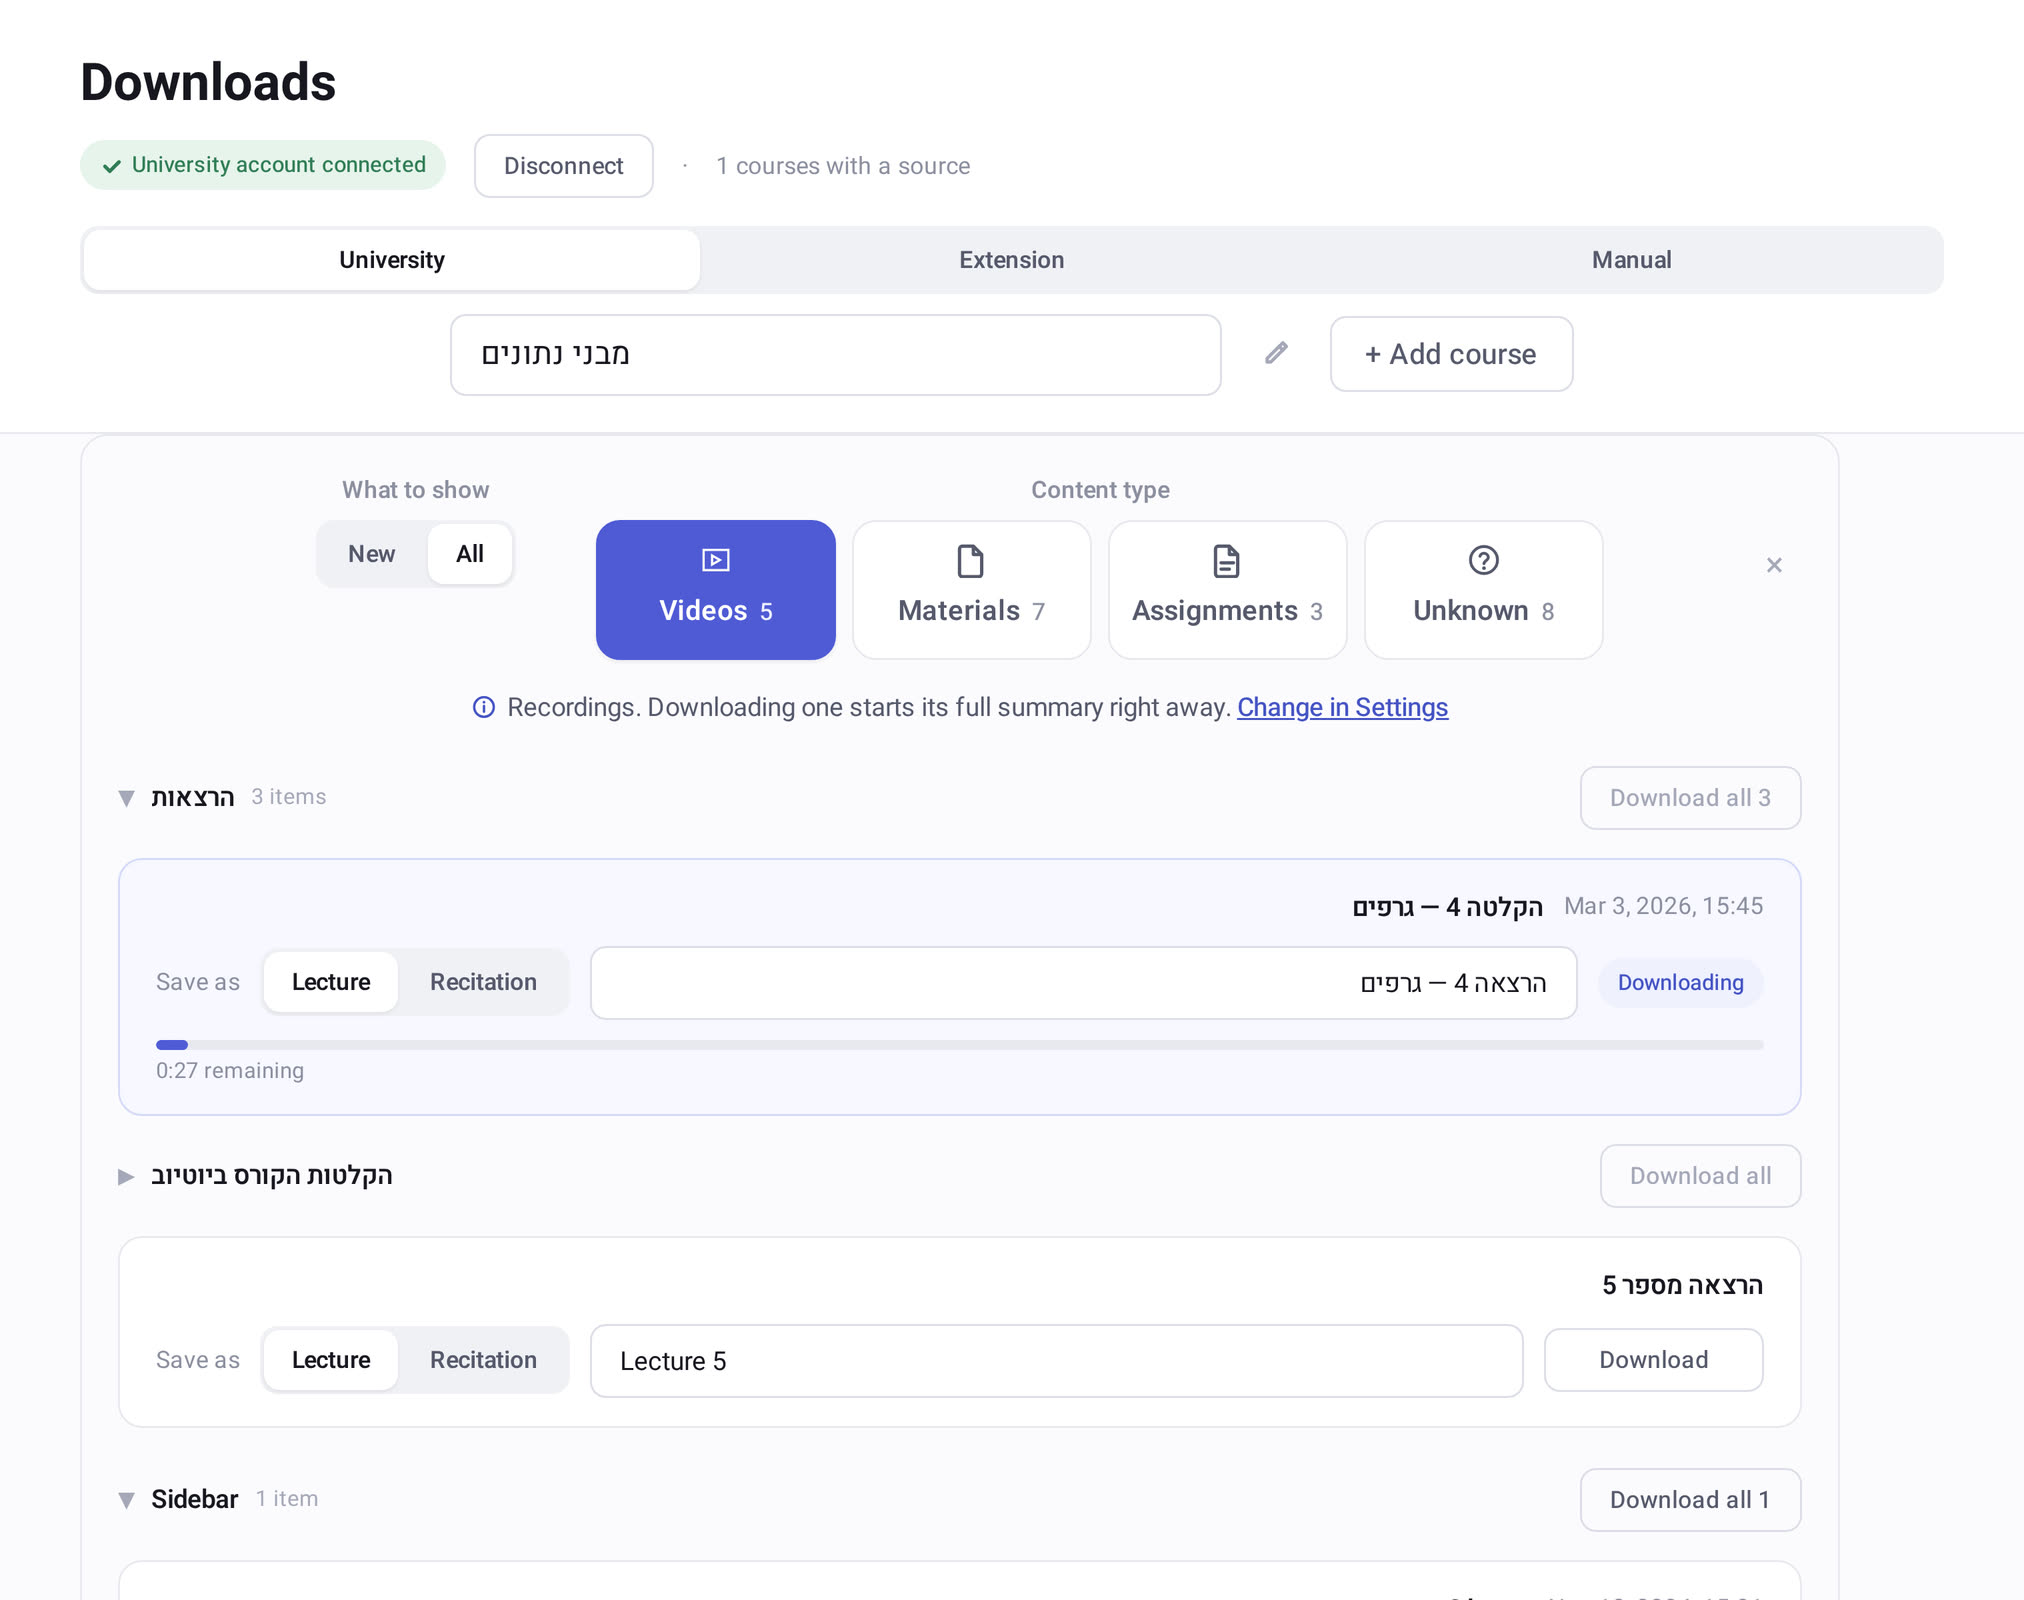 Downloads
University account connected Disconnect · 1 courses with a source
University Extension Manual
מבני נתונים + Add course
What to show Content type
New All
Videos 5 Materials 7 Assignments 3 Unknown 8
×
Recordings. Downloading one starts its full summary right away. Change in Settings
הרצאות 3 items Download all 3
הקלטה 4 – גרפים Mar 3, 2026, 15:45
Save as Lecture Recitation הרצאה 4 – גרפים Downloading
0:27 remaining
הקלטות הקורס ביוטיוב Download all
הרצאה מספר 5
Save as Lecture Recitation Lecture 5 Download
Sidebar 1 item Download all 1